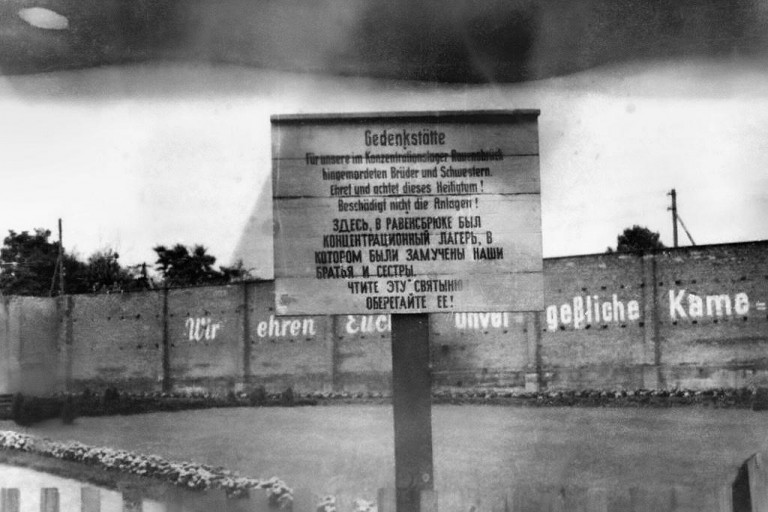 Gedenkstätte
Für unsere im Konzentrationslager Ravensbrück
hingemordeten Brüder und Schwestern.
Ehret und achtet dieses Heiligtum!
Beschädigt nicht die Anlagen!
ЗДЕСЬ, В РАВЕНСБРЮКЕ БЫЛ
КОНЦЕНТРАЦИОННЫЙ ЛАГЕРЬ, В
КОТОРОМ БЫЛИ ЗАМУЧЕНЫ НАШИ
БРАТЬЯ И СЕСТРЫ.
ЧТИТЕ ЭТУ СВЯТЫНЮ
ОБЕРЕГАЙТЕ ЕЕ!
Wir ehren Euch unver geßliche Kame=